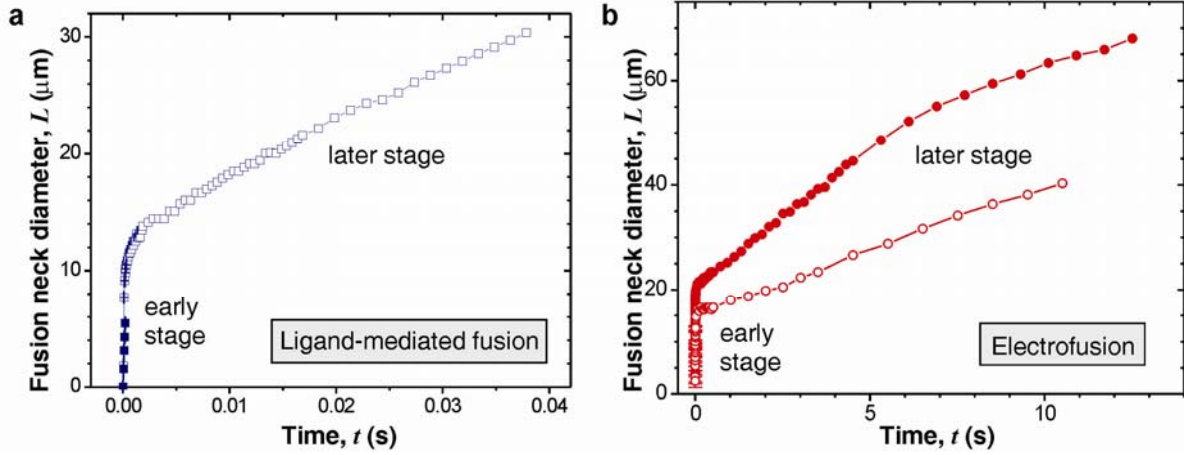 a
Fusion neck diameter, L (μm)
30
20
10
0
later stage
early
stage
Ligand-mediated fusion
0.00 0.01 0.02 0.03 0.04
Time, t (s)
b
Fusion neck diameter, L (μm)
60
40
20
0
later stage
early
stage
Electrofusion
0 5 10
Time, t (s)